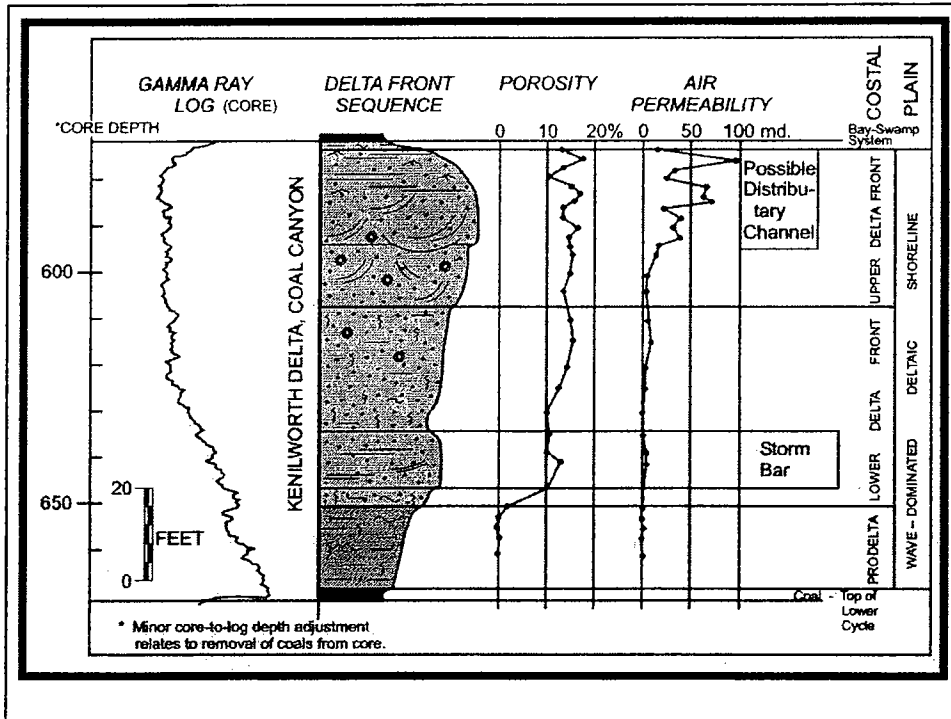 GAMMA RAY
LOG (CORE)
DELTA FRONT
SEQUENCE
POROSITY
AIR
PERMEABILITY
COSTAL
PLAIN
*CORE DEPTH
0 10 20%
0 50 100 md.
Bay-Swamp
System
Possible
Distribu-
tary
Channel
UPPER DELTA FRONT
SHORELINE
600
KENILWORTH DELTA, COAL CANYON
LOWER DELTA FRONT
DELTAIC
Storm
Bar
650
20
FEET
0
PRODELTA
WAVE-DOMINATED
Coal - Top of
Lower
Cycle
* Minor core-to-log depth adjustment
relates to removal of coals from core.